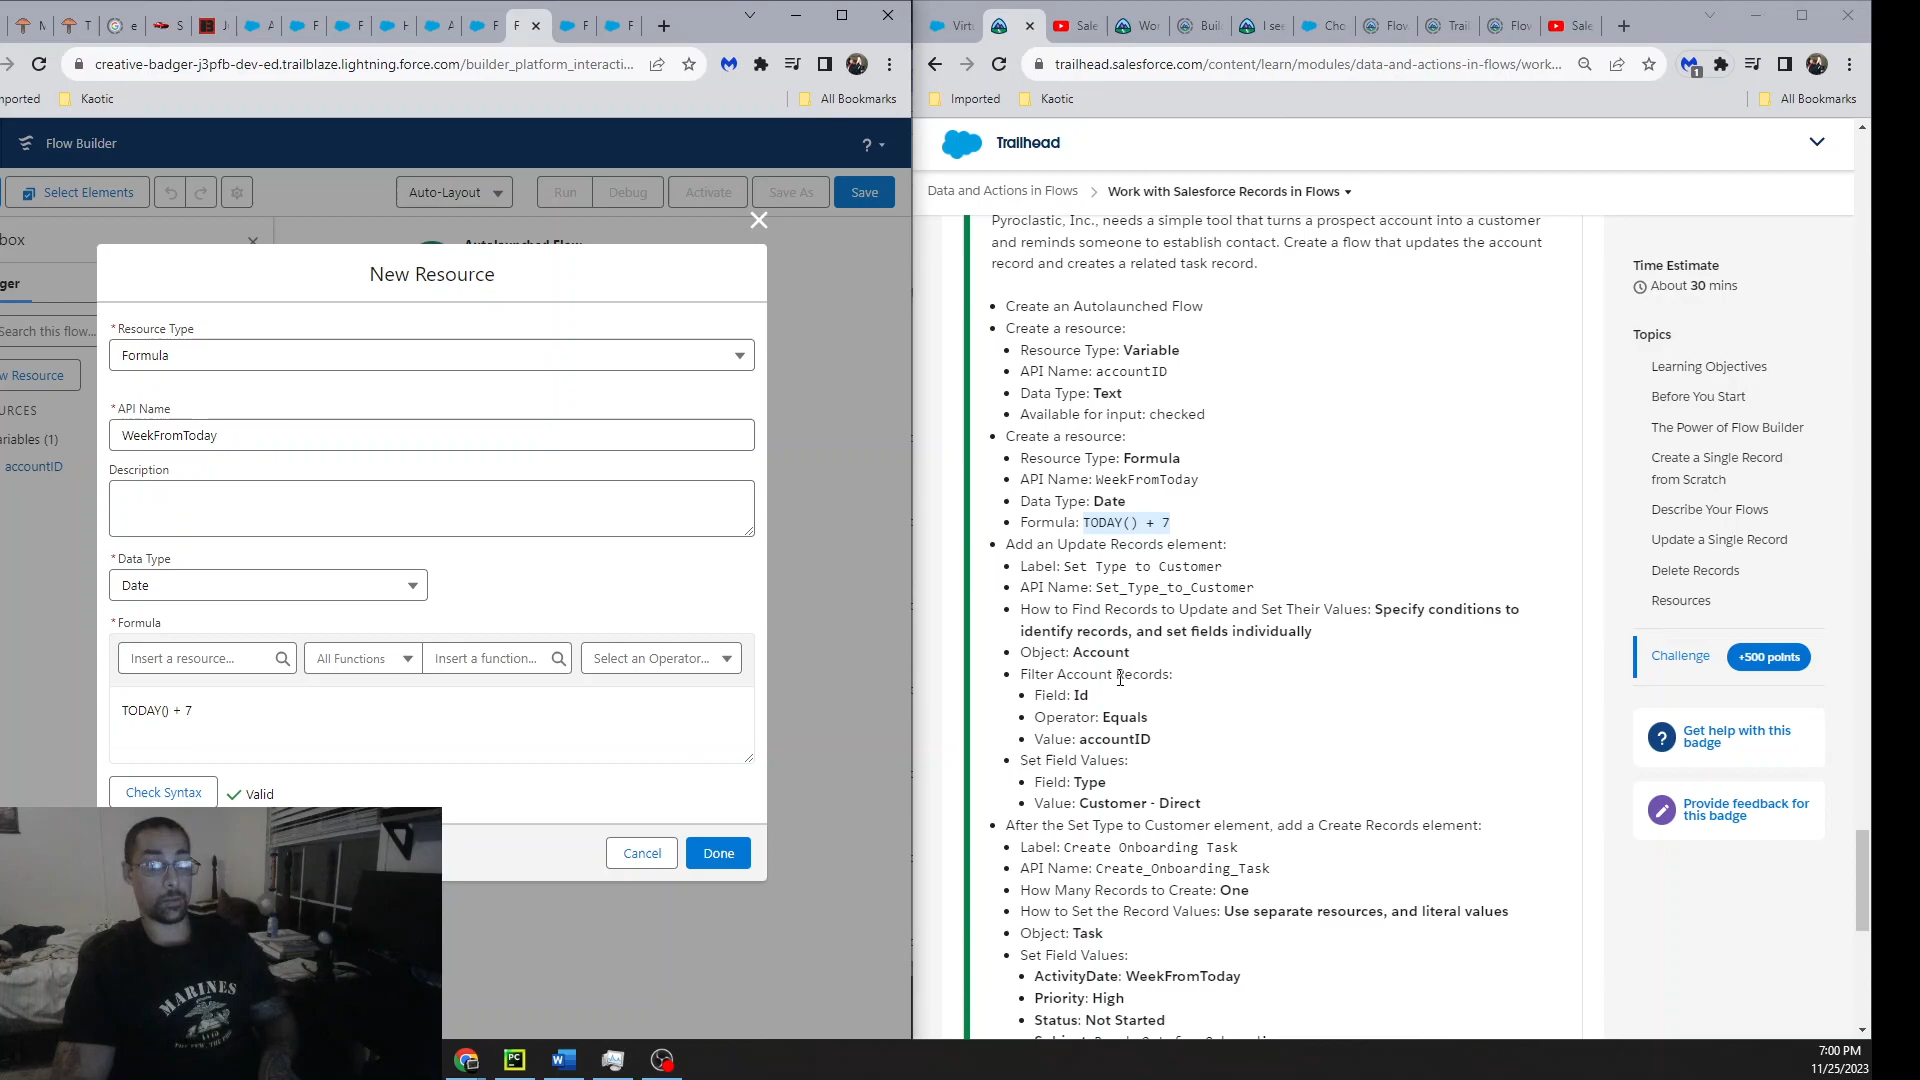 creative-badger-j3pfb-dev-ed.trailblaze.lightning.force.com/builder_platform_interacti...
All Bookmarks
Kaotic
Flow Builder
?
Select Elements
Auto-Layout
Run
Debug
Activate
Save As
Save
New Resource
* Resource Type
Formula
* API Name
WeekFromToday
Description
* Data Type
Date
* Formula
Insert a resource...
All Functions
Insert a function...
Select an Operator...
TODAY() + 7
Check Syntax
Valid
Cancel
Done
Search this flow...
w Resource
accountID
MARINES
trailhead.salesforce.com/content/learn/modules/data-and-actions-in-flows/work...
Imported
Kaotic
All Bookmarks
Trailhead
Data and Actions in Flows
Work with Salesforce Records in Flows
Pyroclastic, Inc., needs a simple tool that turns a prospect account into a customer
and reminds someone to establish contact. Create a flow that updates the account
record and creates a related task record.
Create an Autolaunched Flow
Create a resource:
Resource Type: Variable
API Name: accountID
Data Type: Text
Available for input: checked
Create a resource:
Resource Type: Formula
API Name: WeekFromToday
Data Type: Date
Formula: TODAY() + 7
Add an Update Records element:
Label: Set Type to Customer
API Name: Set_Type_to_Customer
How to Find Records to Update and Set Their Values: Specify conditions to
identify records, and set fields individually
Object: Account
Filter Account Records:
Field: Id
Operator: Equals
Value: accountID
Set Field Values:
Field: Type
Value: Customer - Direct
After the Set Type to Customer element, add a Create Records element:
Label: Create Onboarding Task
API Name: Create_Onboarding_Task
How Many Records to Create: One
How to Set the Record Values: Use separate resources, and literal values
Object: Task
Set Field Values:
ActivityDate: WeekFromToday
Priority: High
Status: Not Started
Time Estimate
About 30 mins
Topics
Learning Objectives
Before You Start
The Power of Flow Builder
Create a Single Record
from Scratch
Describe Your Flows
Update a Single Record
Delete Records
Resources
Challenge
+500 points
Get help with this
badge
Provide feedback for
this badge
7:00 PM
11/25/2023